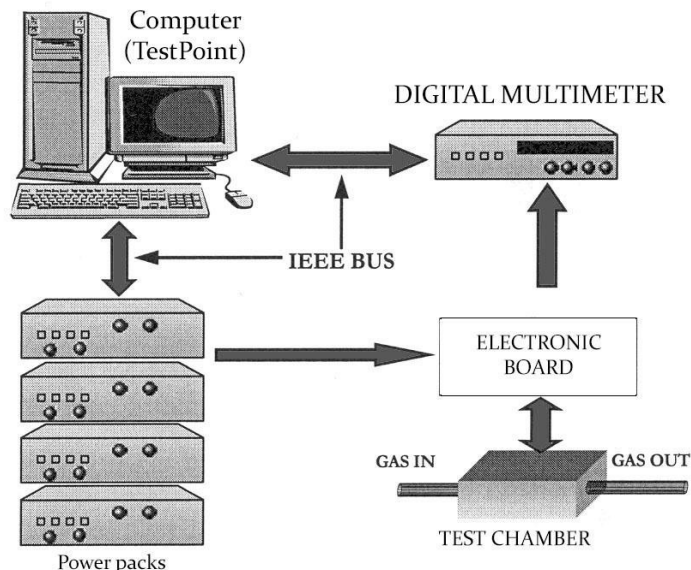 Computer
(TestPoint)
DIGITAL MULTIMETER
IEEE BUS
ELECTRONIC
BOARD
GAS IN
GAS OUT
TEST CHAMBER
Power packs